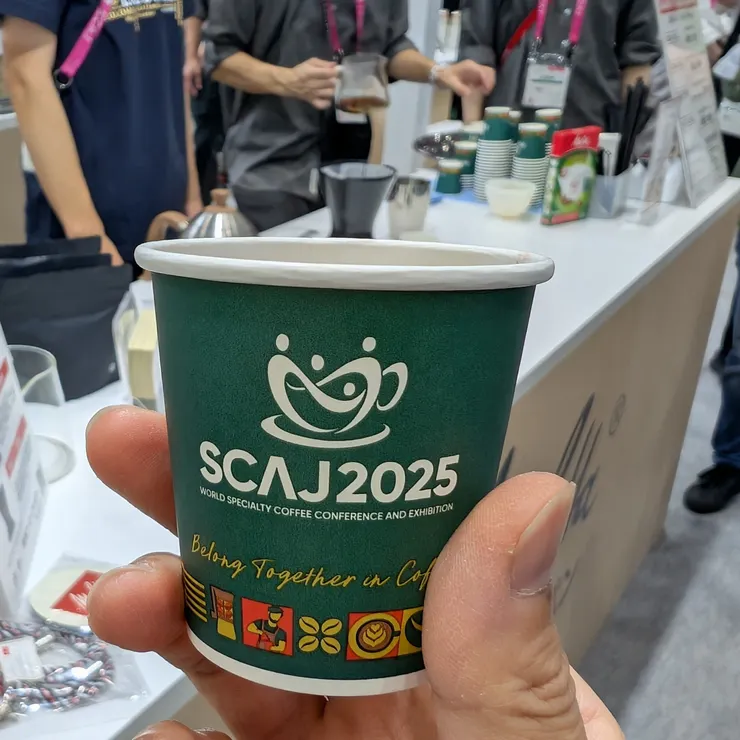 SCAJ2025
WORLD SPECIALTY COFFEE CONFERENCE AND EXHIBITION
Belong Together in Cof